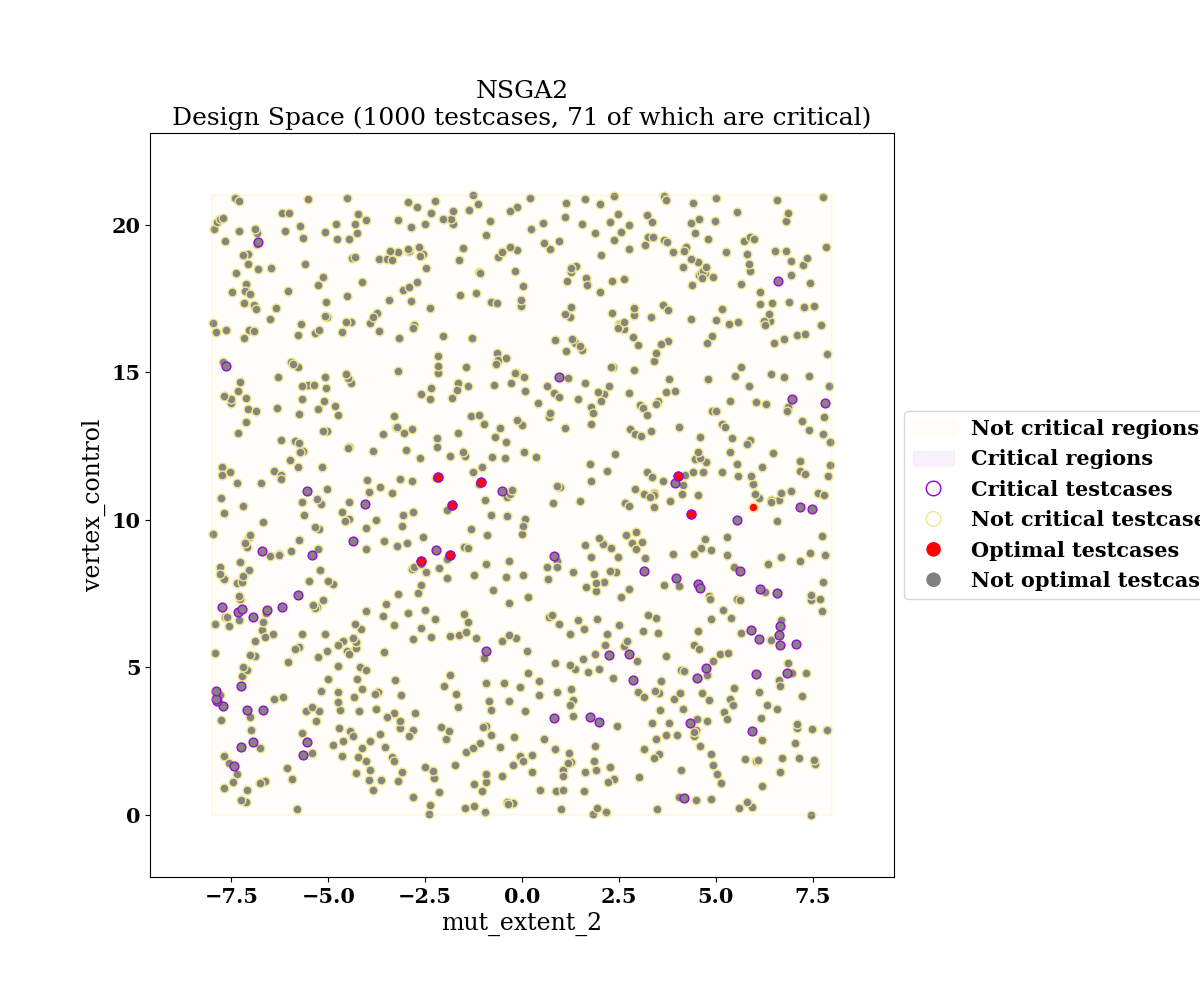 NSGA2
Design Space (1000 testcases, 71 of which are critical)
20
15
10
5
0
vertex_control
−7.5
−5.0
−2.5
0.0
2.5
5.0
7.5
mut_extent_2
Not critical regions
Critical regions
Critical testcases
Not critical testcase
Optimal testcases
Not optimal testcas